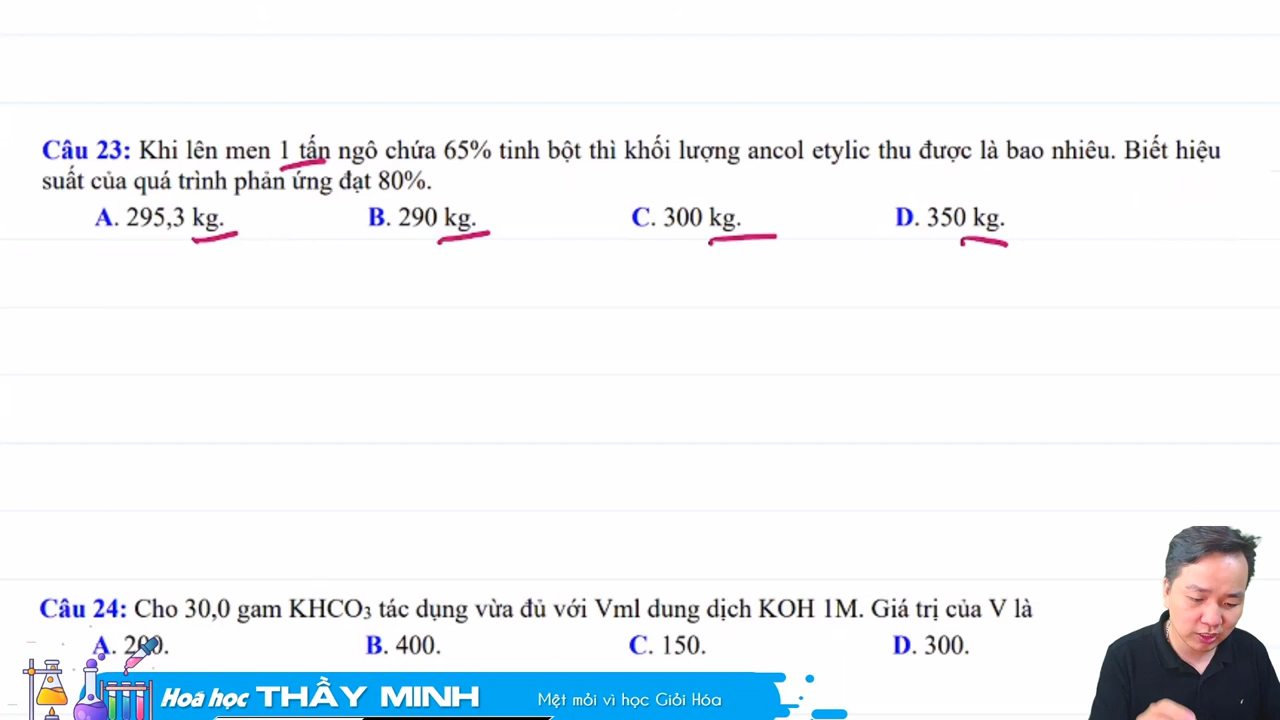 Câu 23: Khi lên men 1 tấn ngô chứa 65% tinh bột thì khối lượng ancol etylic thu được là bao nhiêu. Biết hiệu
suất của quá trình phản ứng đạt 80%.
A. 295,3 kg. B. 290 kg. C. 300 kg. D. 350 kg.
Câu 24: Cho 30,0 gam KHCO₃ tác dụng vừa đủ với Vml dung dịch KOH 1M. Giá trị của V là
A. 200. B. 400. C. 150. D. 300.
Hoá học THẦY MINH Mệt mỏi vì học Giỏi Hóa